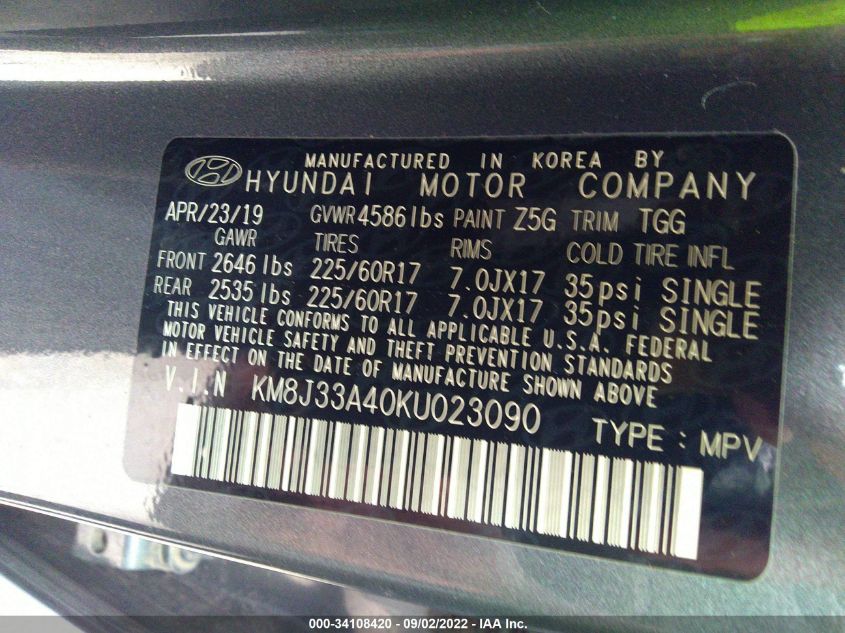 MANUFACTURED IN KOREA BY
HYUNDAI MOTOR COMPANY
APR/23/19 GVWR 4586 lbs PAINT Z5G TRIM TGG
GAWR TIRES RIMS COLD TIRE INFL
FRONT 2646 lbs 225/60R17 7.0JX17 35psi SINGLE
REAR 2535 lbs 225/60R17 7.0JX17 35psi SINGLE
THIS VEHICLE CONFORMS TO ALL APPLICABLE U.S.A. FEDERAL
MOTOR VEHICLE SAFETY AND THEFT PREVENTION STANDARDS
IN EFFECT ON THE DATE OF MANUFACTURE SHOWN ABOVE
V.I.N KM8J33A40KU023090
TYPE : MPV
000-34108420 - 09/02/2022 - IAA Inc.